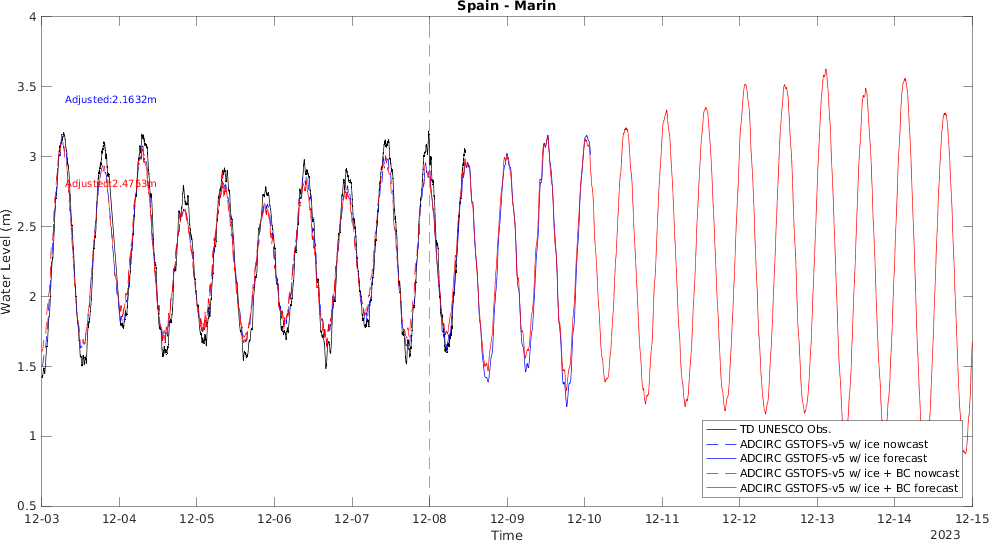 Spain - Marin
4
3.5
3
2.5
2
1.5
1
0.5
Water Level (m)
Adjusted:2.1632m
Adjusted:2.4753m
TD UNESCO Obs.
ADCIRC GSTOFS-v5 w/ ice nowcast
ADCIRC GSTOFS-v5 w/ ice forecast
ADCIRC GSTOFS-v5 w/ ice + BC nowcast
ADCIRC GSTOFS-v5 w/ ice + BC forecast
12-03 12-04 12-05 12-06 12-07 12-08 12-09 12-10 12-11 12-12 12-13 12-14 12-15
Time
2023